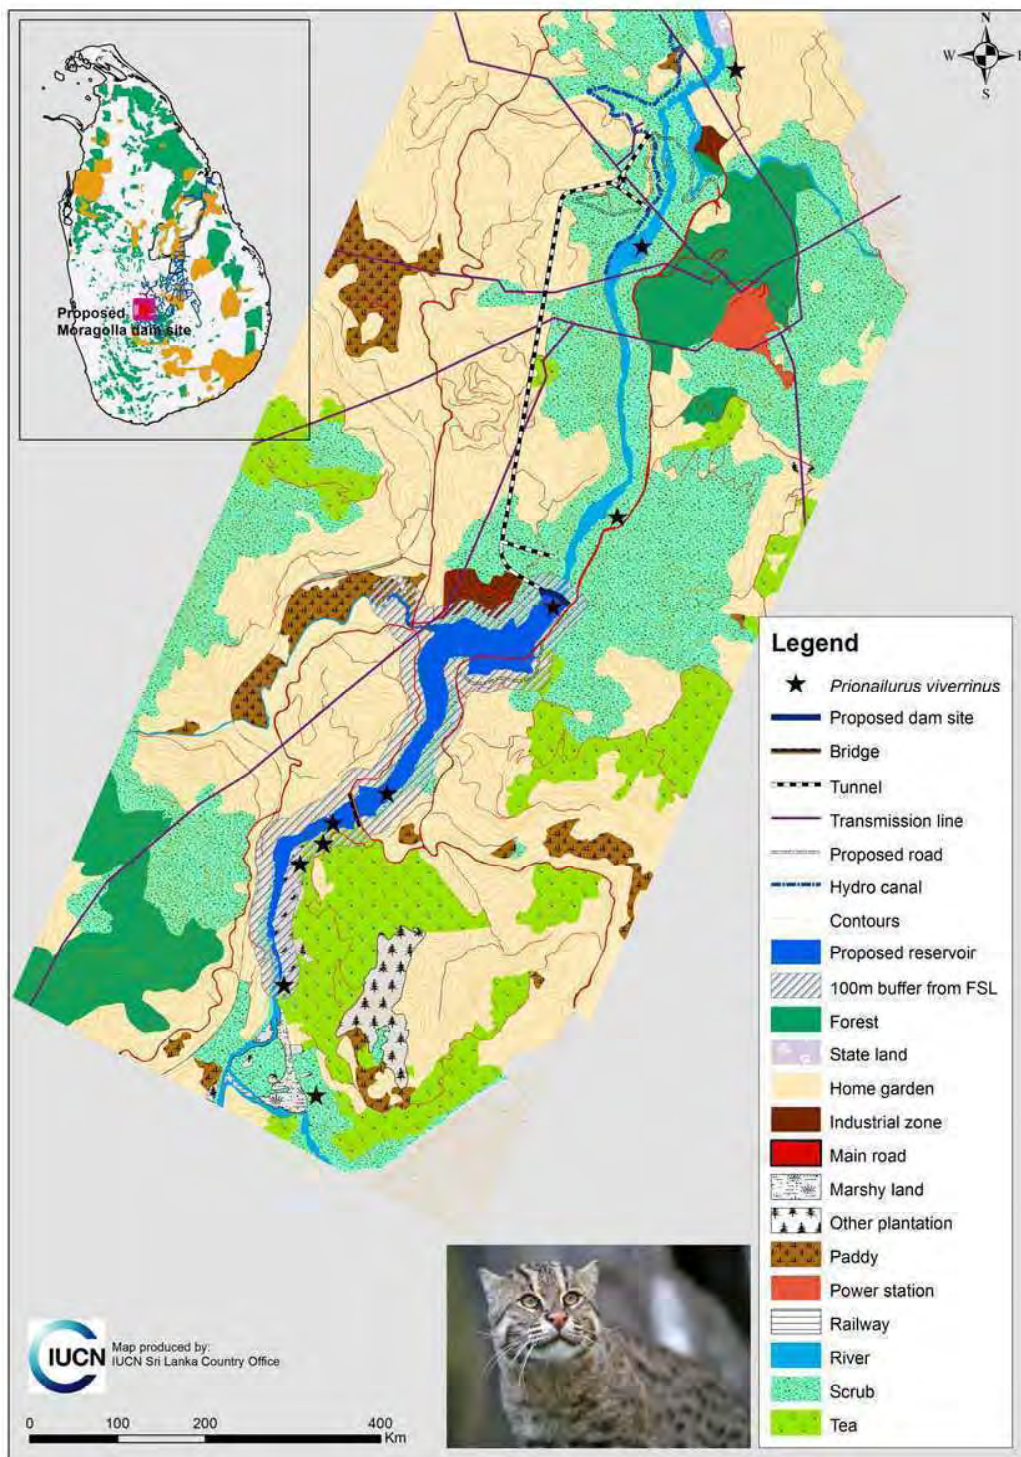 N
W
E
S
Proposed
Moragolla dam site
Legend
Prionailurus viverrinus
Proposed dam site
Bridge
Tunnel
Transmission line
Proposed road
Hydro canal
Contours
Proposed reservoir
100m buffer from FSL
Forest
State land
Home garden
Industrial zone
Main road
Marshy land
Other plantation
Paddy
Power station
Railway
River
Scrub
Tea
IUCN
Map produced by:
IUCN Sri Lanka Country Office
0 100 200 400
Km